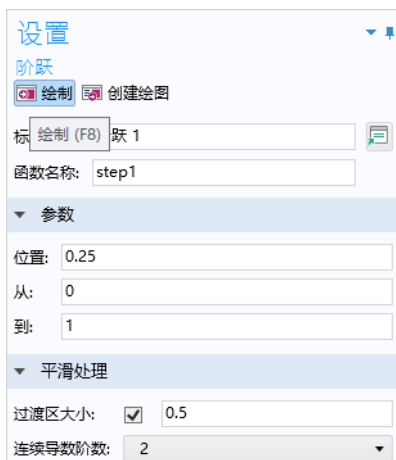 设置
阶跃
绘制 创建绘图
标 绘制 (F8) 跃 1
函数名称: step1
参数
位置: 0.25
从: 0
到: 1
平滑处理
过渡区大小: 0.5
连续导数阶数: 2